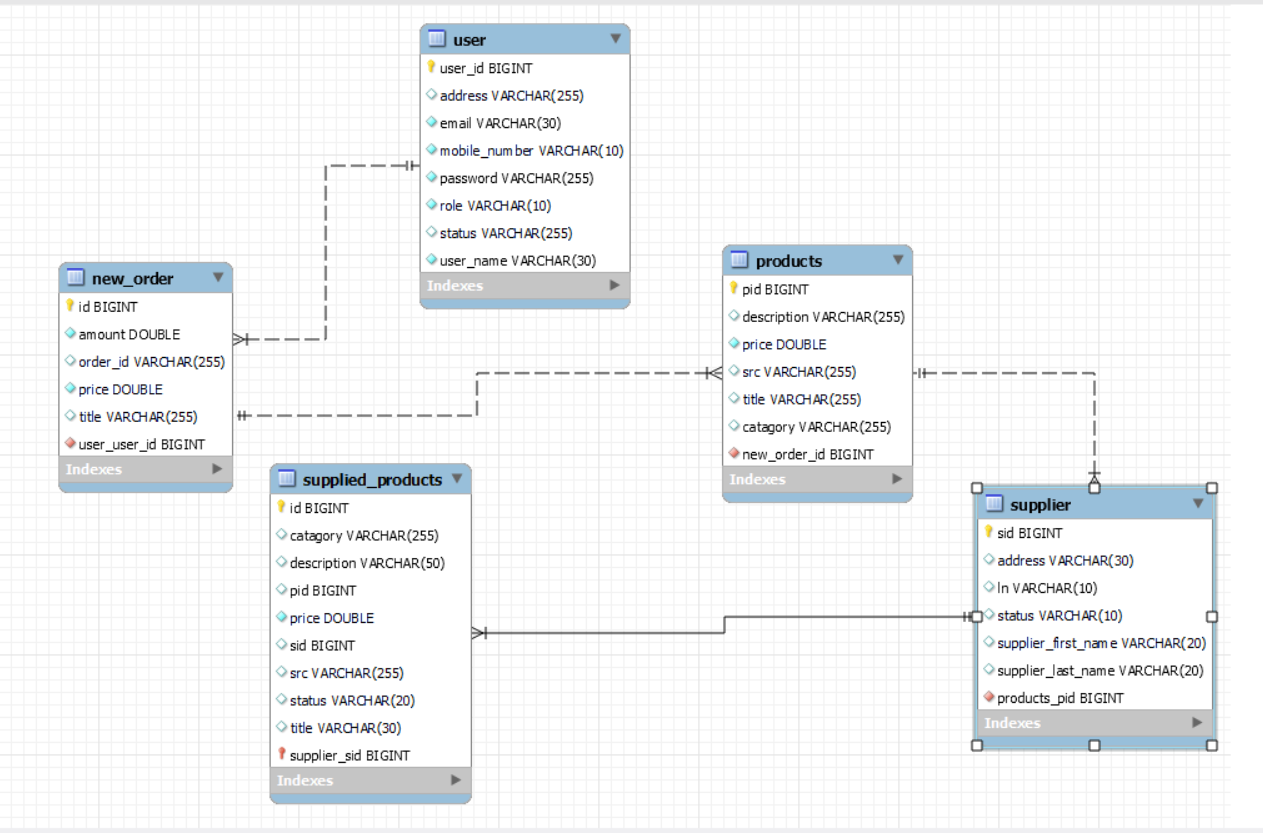 user
user_id BIGINT
address VARCHAR(255)
email VARCHAR(30)
mobile_number VARCHAR(10)
password VARCHAR(255)
role VARCHAR(10)
status VARCHAR(255)
user_name VARCHAR(30)
Indexes
new_order
id BIGINT
amount DOUBLE
order_id VARCHAR(255)
price DOUBLE
title VARCHAR(255)
user_user_id BIGINT
Indexes
products
pid BIGINT
description VARCHAR(255)
price DOUBLE
src VARCHAR(255)
title VARCHAR(255)
catagory VARCHAR(255)
new_order_id BIGINT
Indexes
supplied_products
id BIGINT
catagory VARCHAR(255)
description VARCHAR(50)
pid BIGINT
price DOUBLE
sid BIGINT
src VARCHAR(255)
status VARCHAR(20)
title VARCHAR(30)
supplier_sid BIGINT
Indexes
supplier
sid BIGINT
address VARCHAR(30)
ln VARCHAR(10)
status VARCHAR(10)
supplier_first_name VARCHAR(20)
supplier_last_name VARCHAR(20)
products_pid BIGINT
Indexes